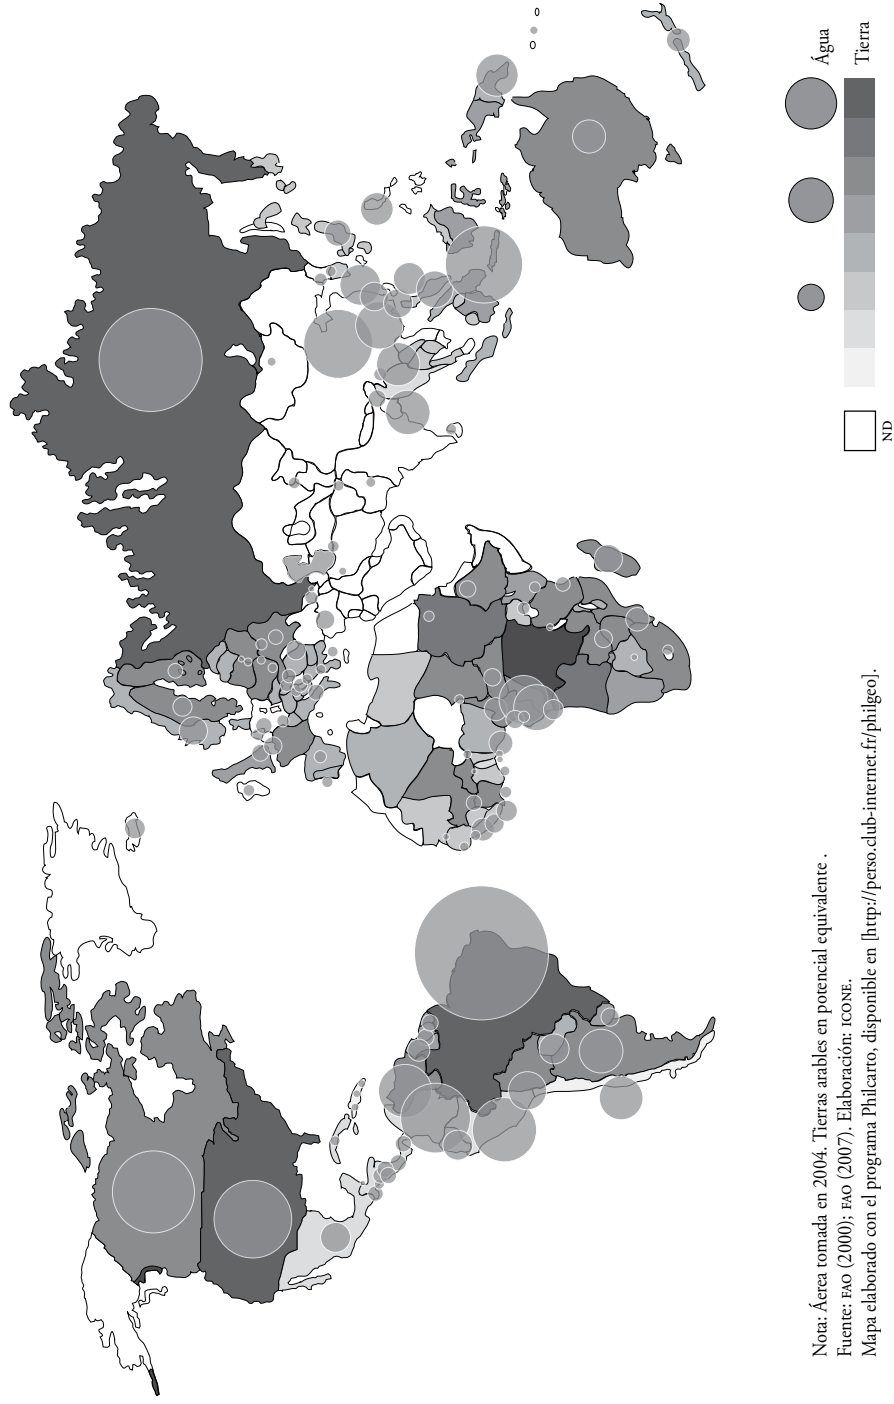 Água
Tierra
ND
Nota: Áerea tomada en 2004. Tierras arables en potencial equivalente .
Fuente: FAO (2000); FAO (2007). Elaboración: ICONE.
Mapa elaborado con el programa Philcarto, disponible en [http://perso.club-internet.fr/philgeo].